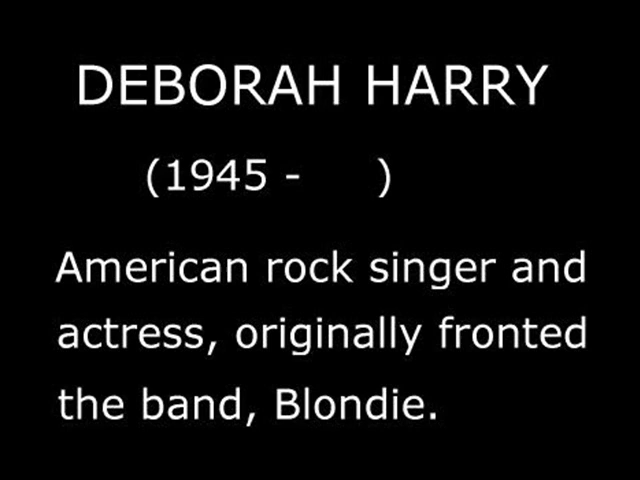 DEBORAH HARRY
(1945 -      )
American rock singer and
actress, originally fronted
the band, Blondie.